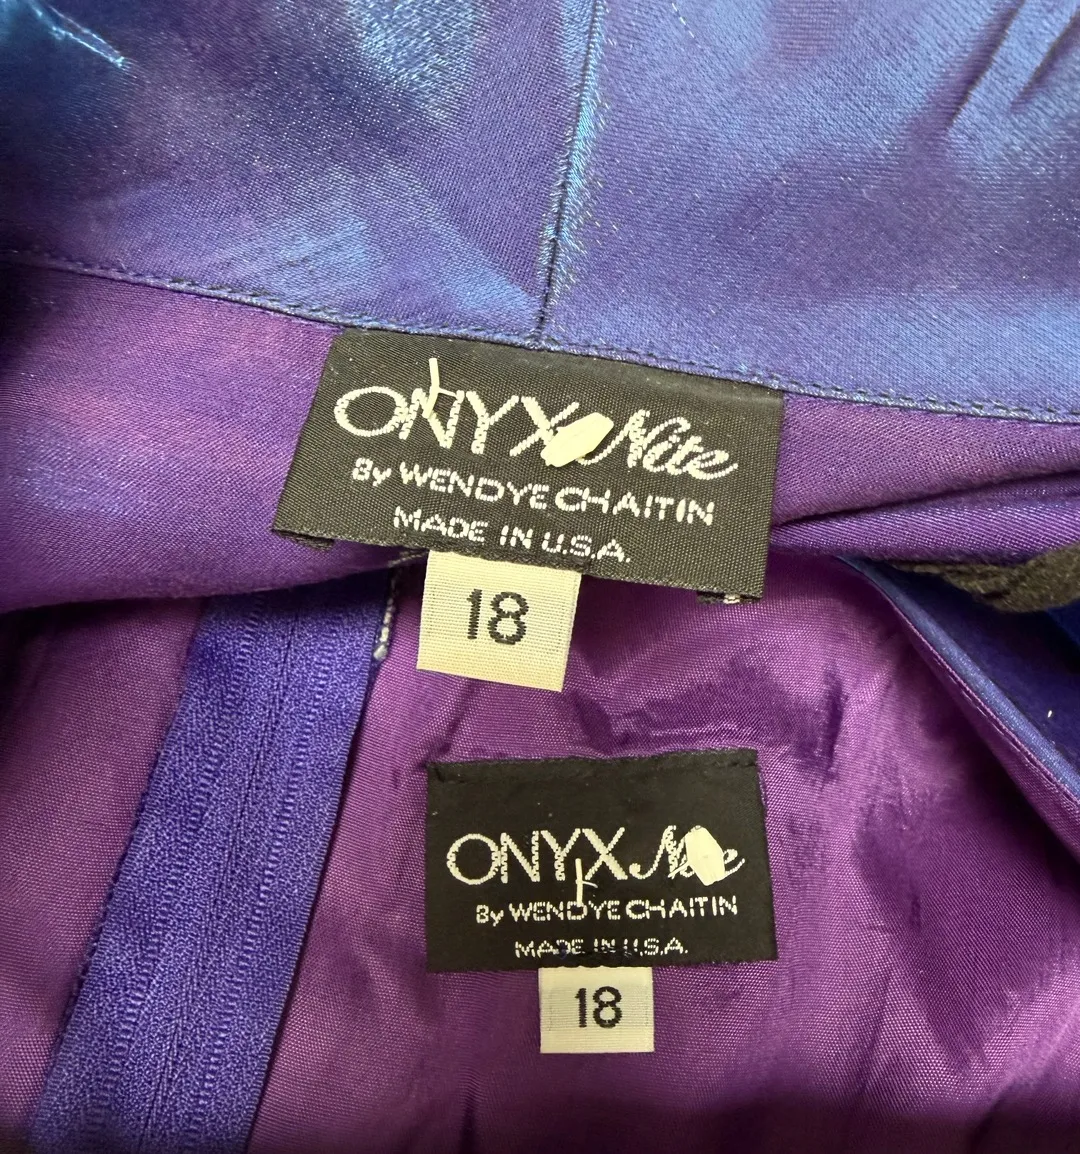 ONYX Nite
By WENDYE CHAITIN
MADE IN U.S.A.
18
ONYX Nite
By WENDYE CHAITIN
MADE IN U.S.A.
18